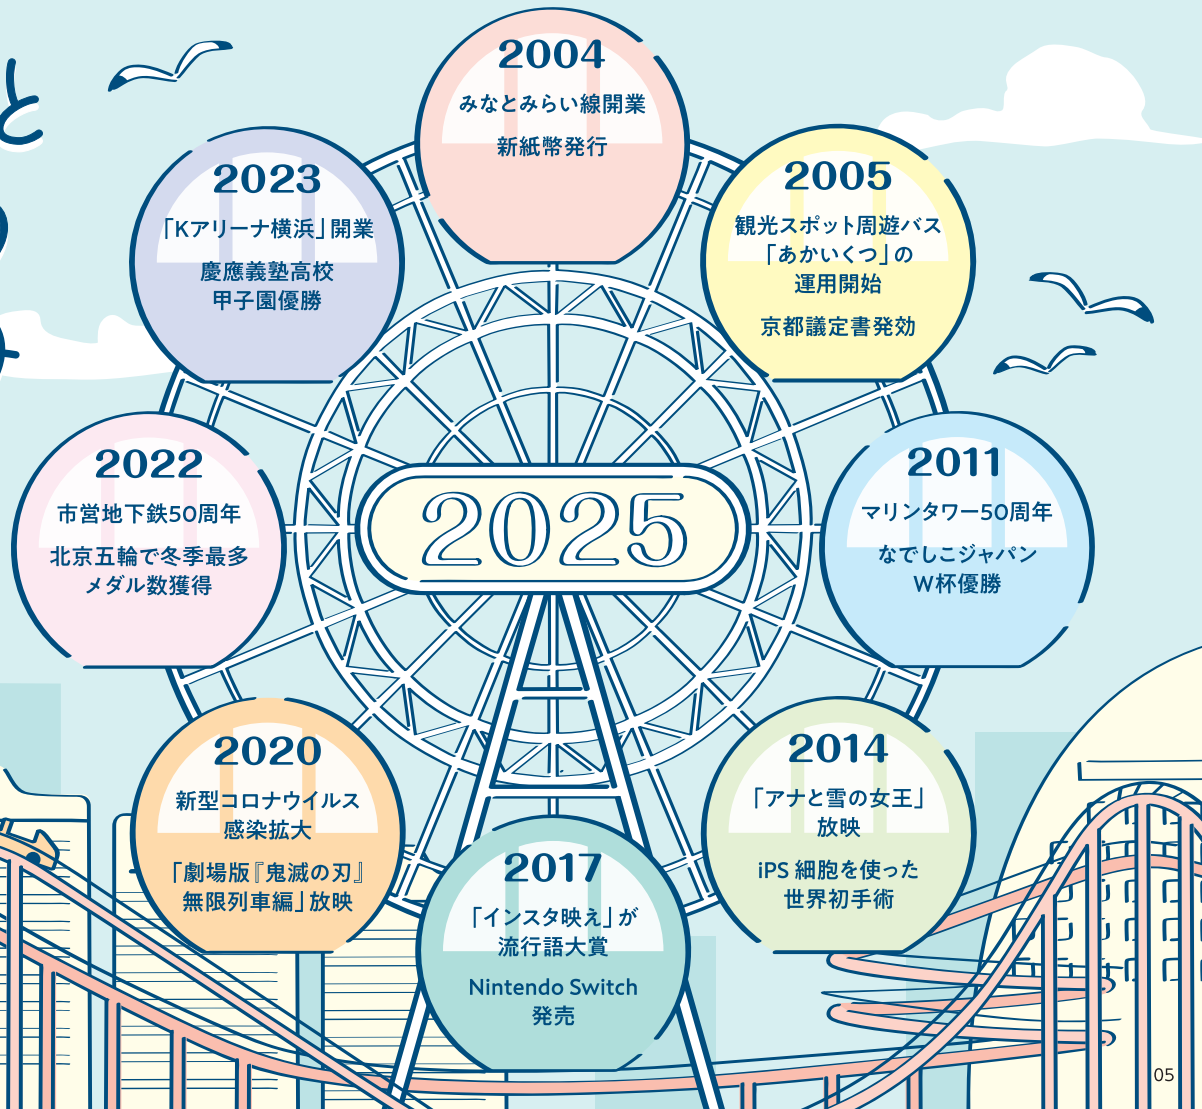 と
2004
みなとみらい線開業
新紙幣発行
2005
観光スポット周遊バス
「あかいくつ」の
運用開始
京都議定書発効
2011
マリンタワー50周年
なでしこジャパン
W杯優勝
2014
「アナと雪の女王」
放映
iPS 細胞を使った
世界初手術
2017
「インスタ映え」が
流行語大賞
Nintendo Switch
発売
2020
新型コロナウイルス
感染拡大
「劇場版『鬼滅の刃』
無限列車編」放映
2022
市営地下鉄50周年
北京五輪で冬季最多
メダル数獲得
2023
「Kアリーナ横浜」開業
慶應義塾高校
甲子園優勝
2025
05